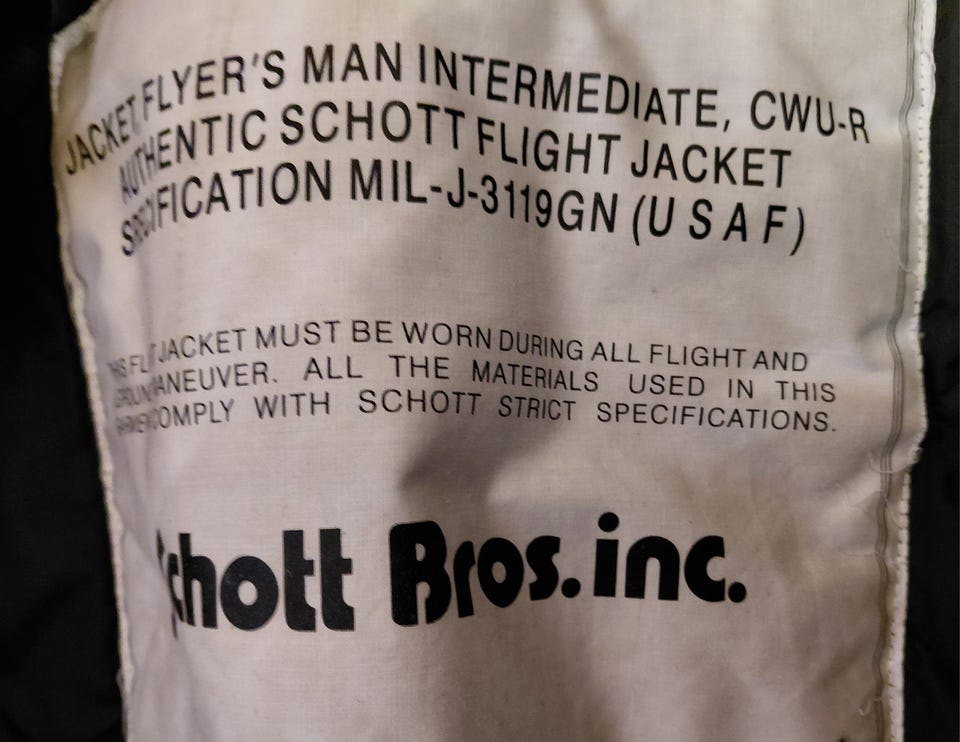 JACKET, FLYER'S MAN INTERMEDIATE, CWU-R
AUTHENTIC SCHOTT FLIGHT JACKET
SPECIFICATION MIL-J-3119GN (USAF)
JACKET MUST BE WORN DURING ALL FLIGHT AND
MANEUVER. ALL THE MATERIALS USED IN THIS
COMPLY WITH SCHOTT STRICT SPECIFICATIONS.
Schott Bros. inc.